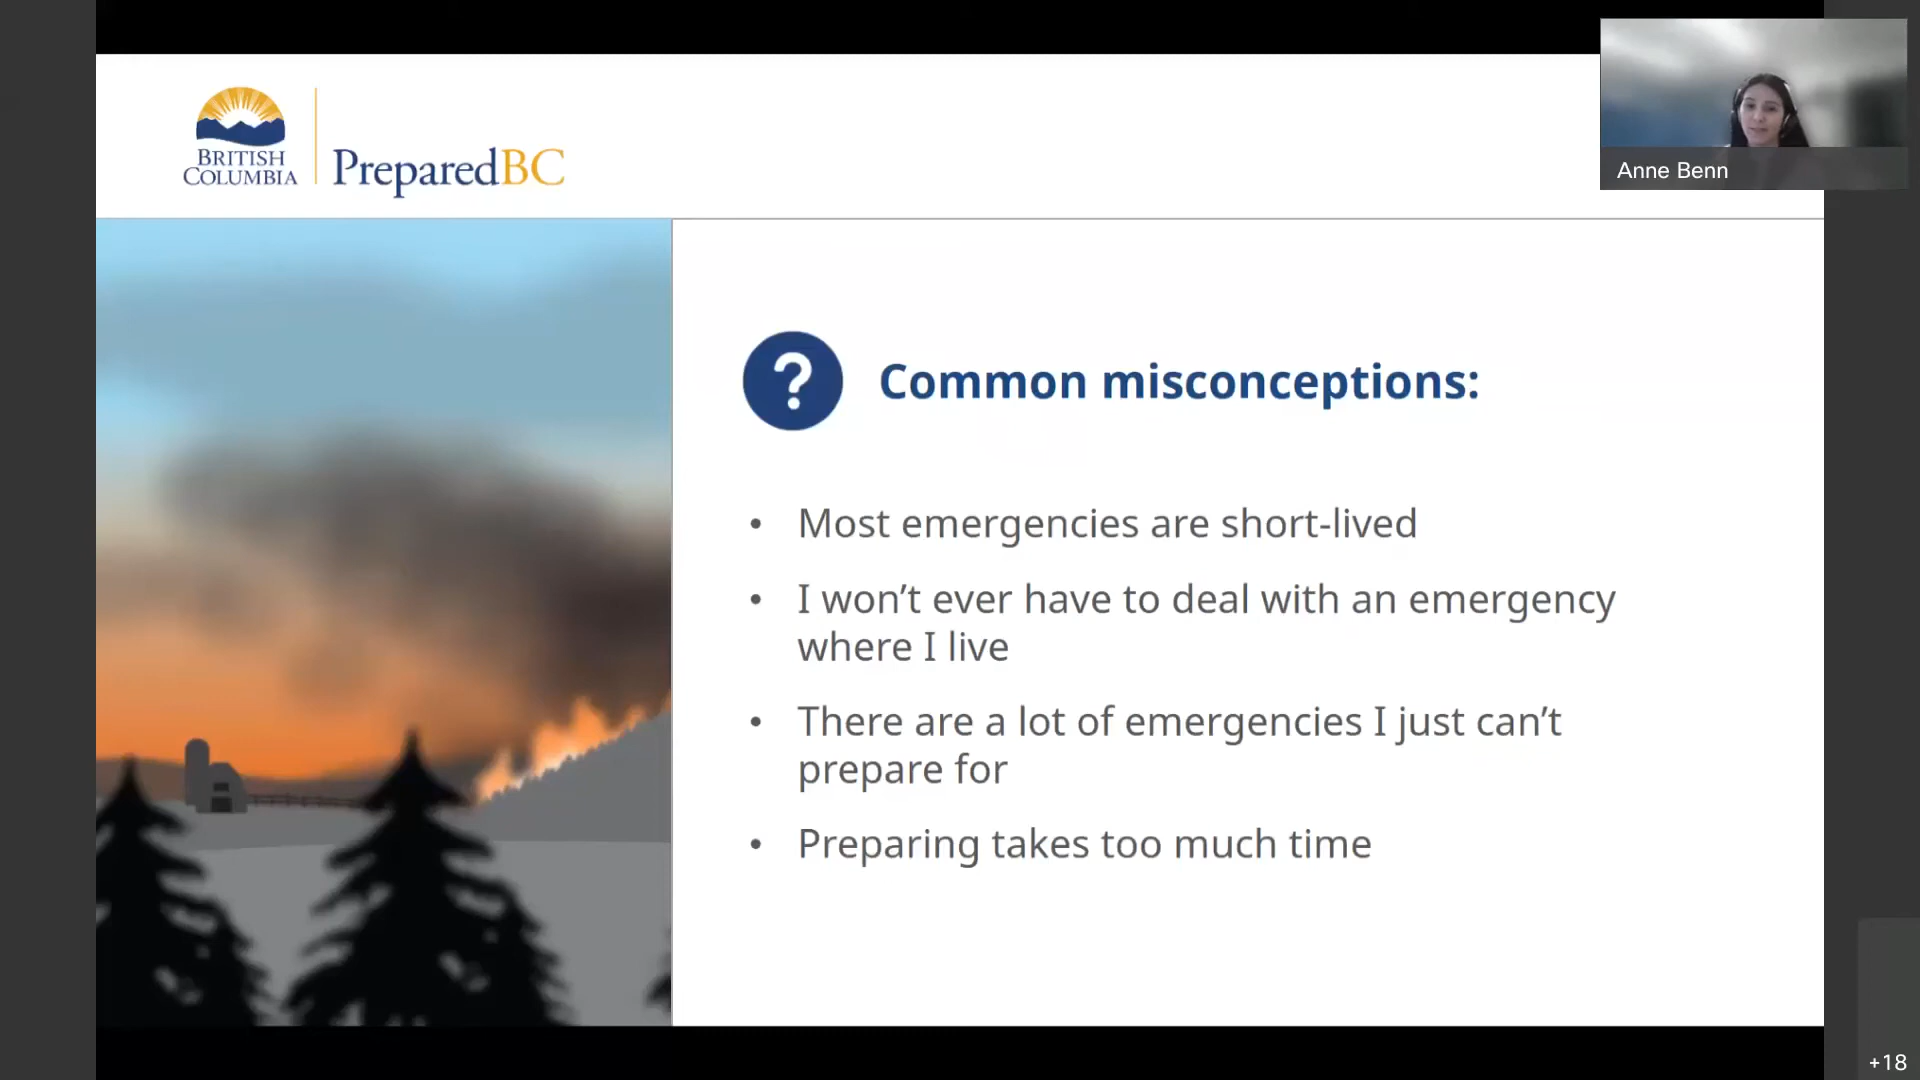 BRITISH
COLUMBIA
PreparedBC
Anne Benn
?
Common misconceptions:
• Most emergencies are short-lived
• I won’t ever have to deal with an emergency
where I live
• There are a lot of emergencies I just can’t
prepare for
• Preparing takes too much time
+18